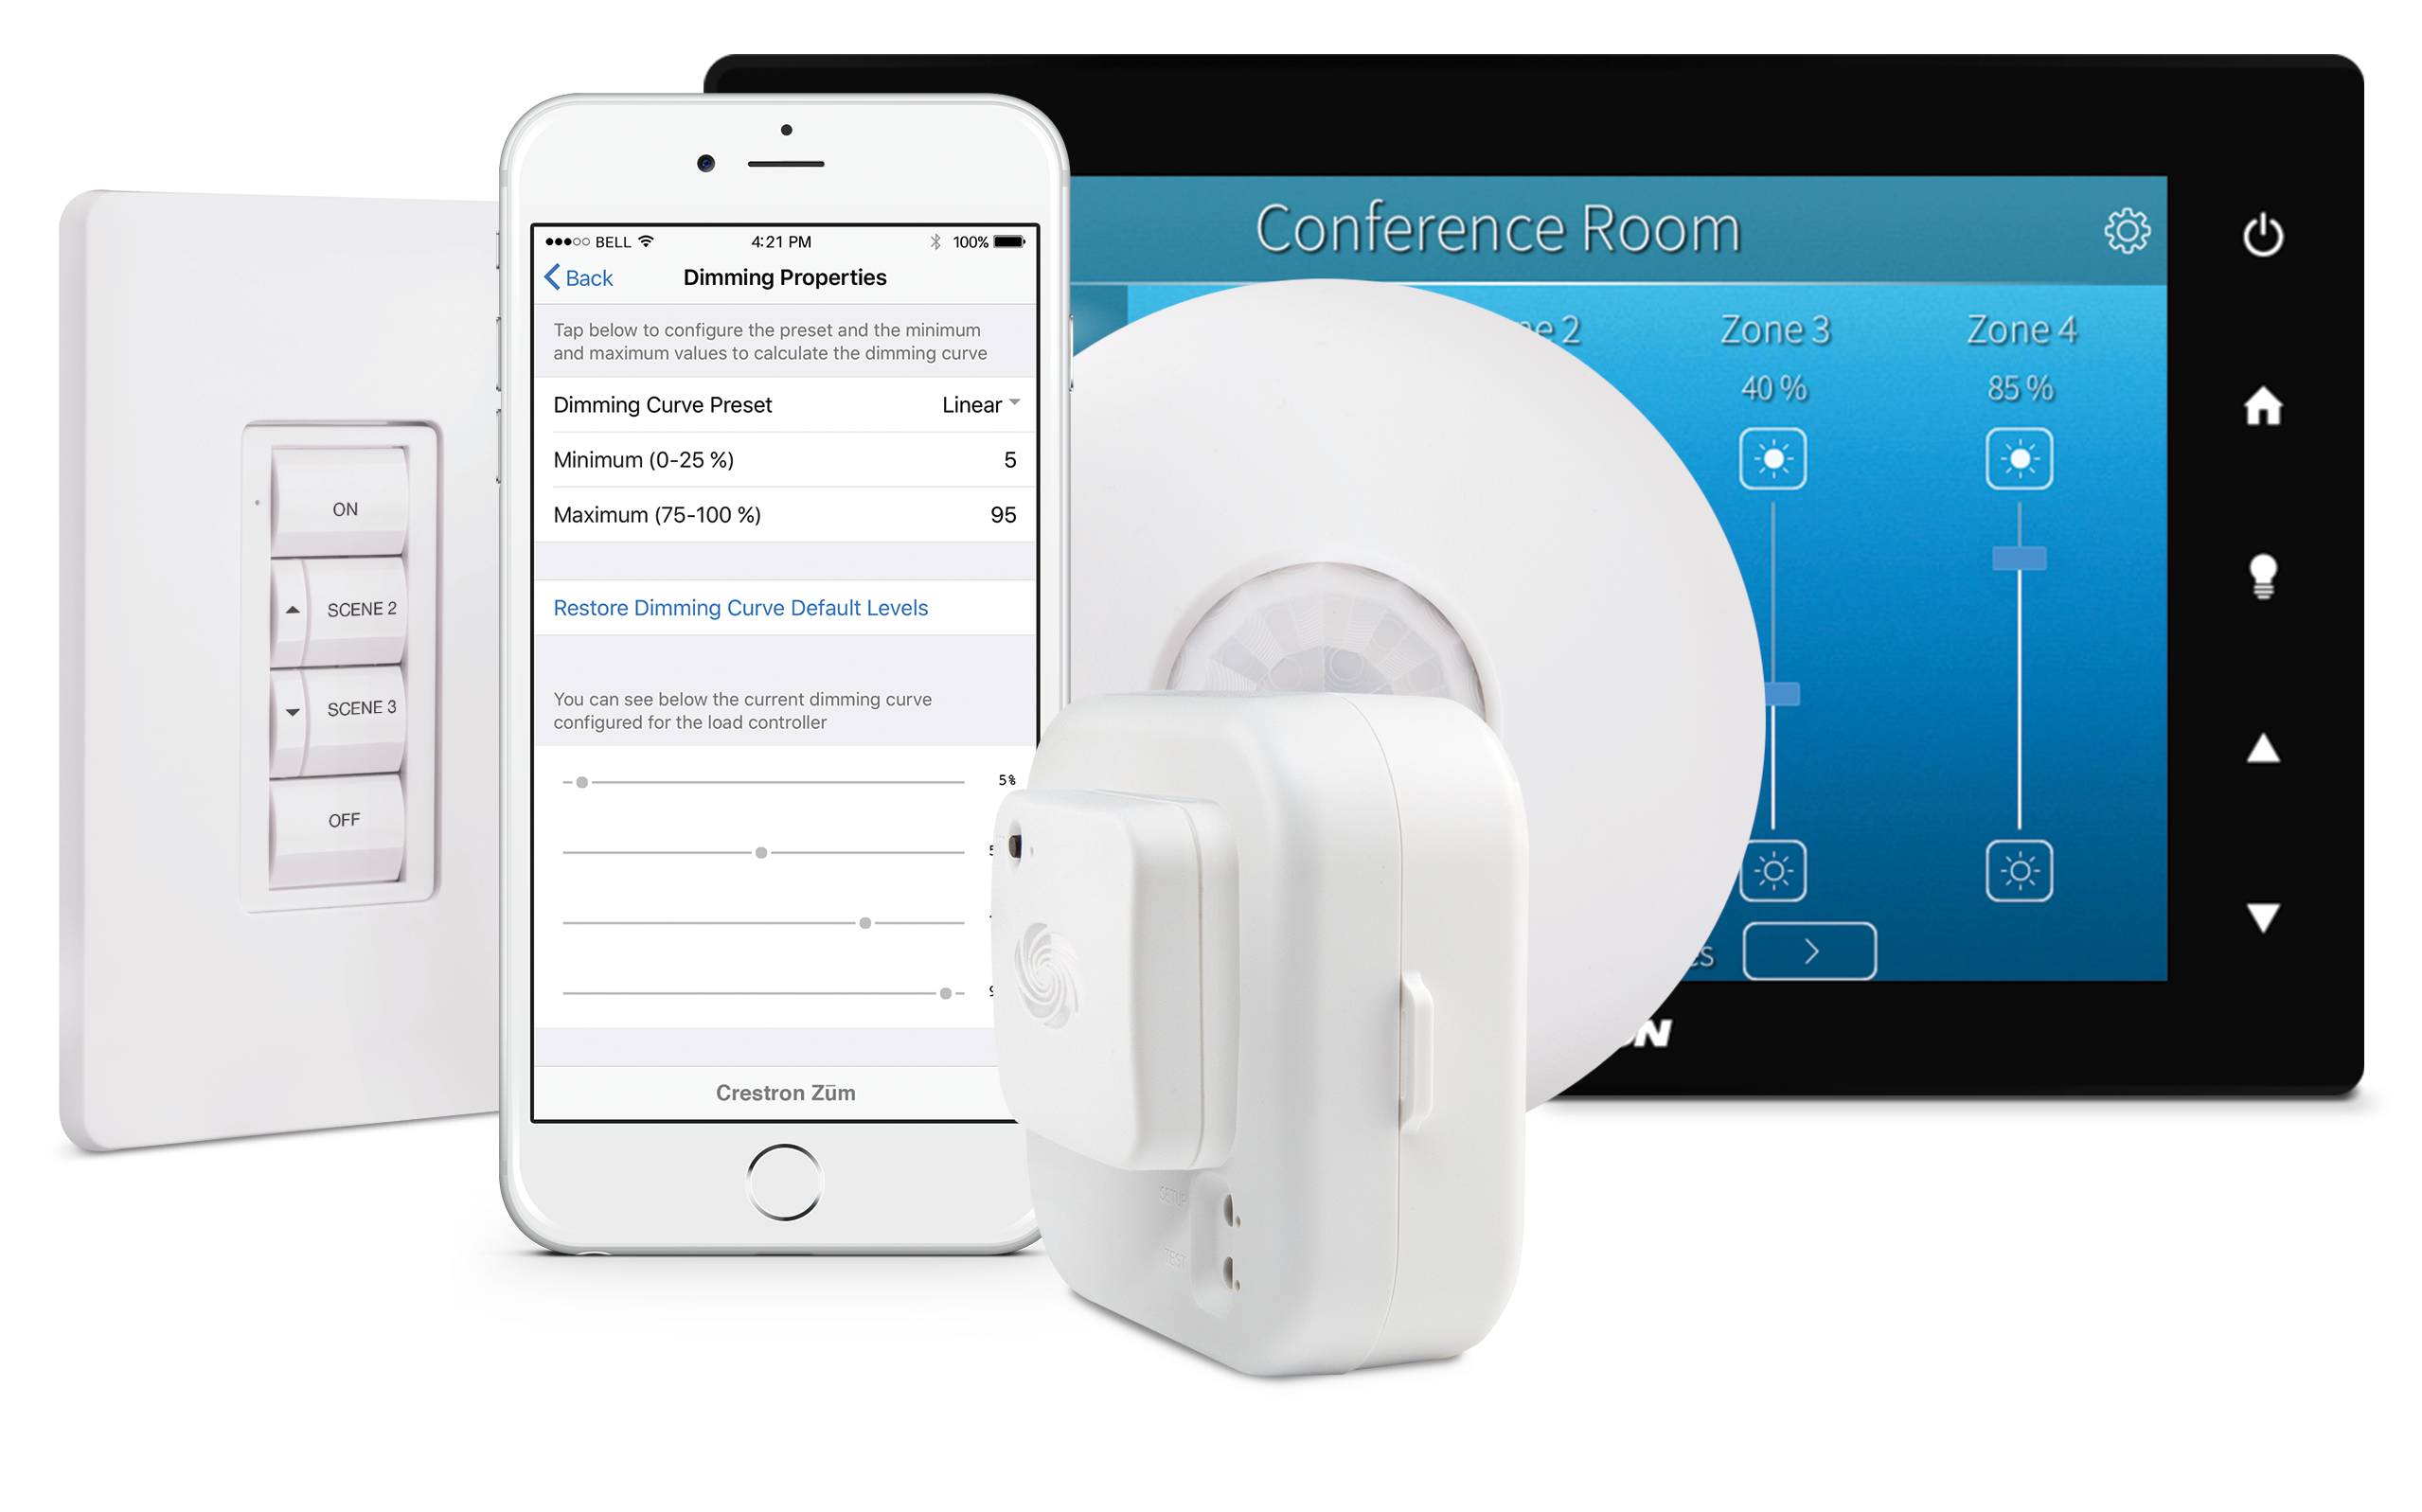 ON
SCENE 2
SCENE 3
OFF
BELL 4:21 PM 100%
Back Dimming Properties
Tap below to configure the preset and the minimum
and maximum values to calculate the dimming curve
Dimming Curve Preset Linear
Minimum (0-25 %) 5
Maximum (75-100 %) 95
Restore Dimming Curve Default Levels
You can see below the current dimming curve
configured for the load controller
5%
Crestron Zūm
SETUP
TEST
Conference Room
2 Zone 3 Zone 4
40 % 85 %